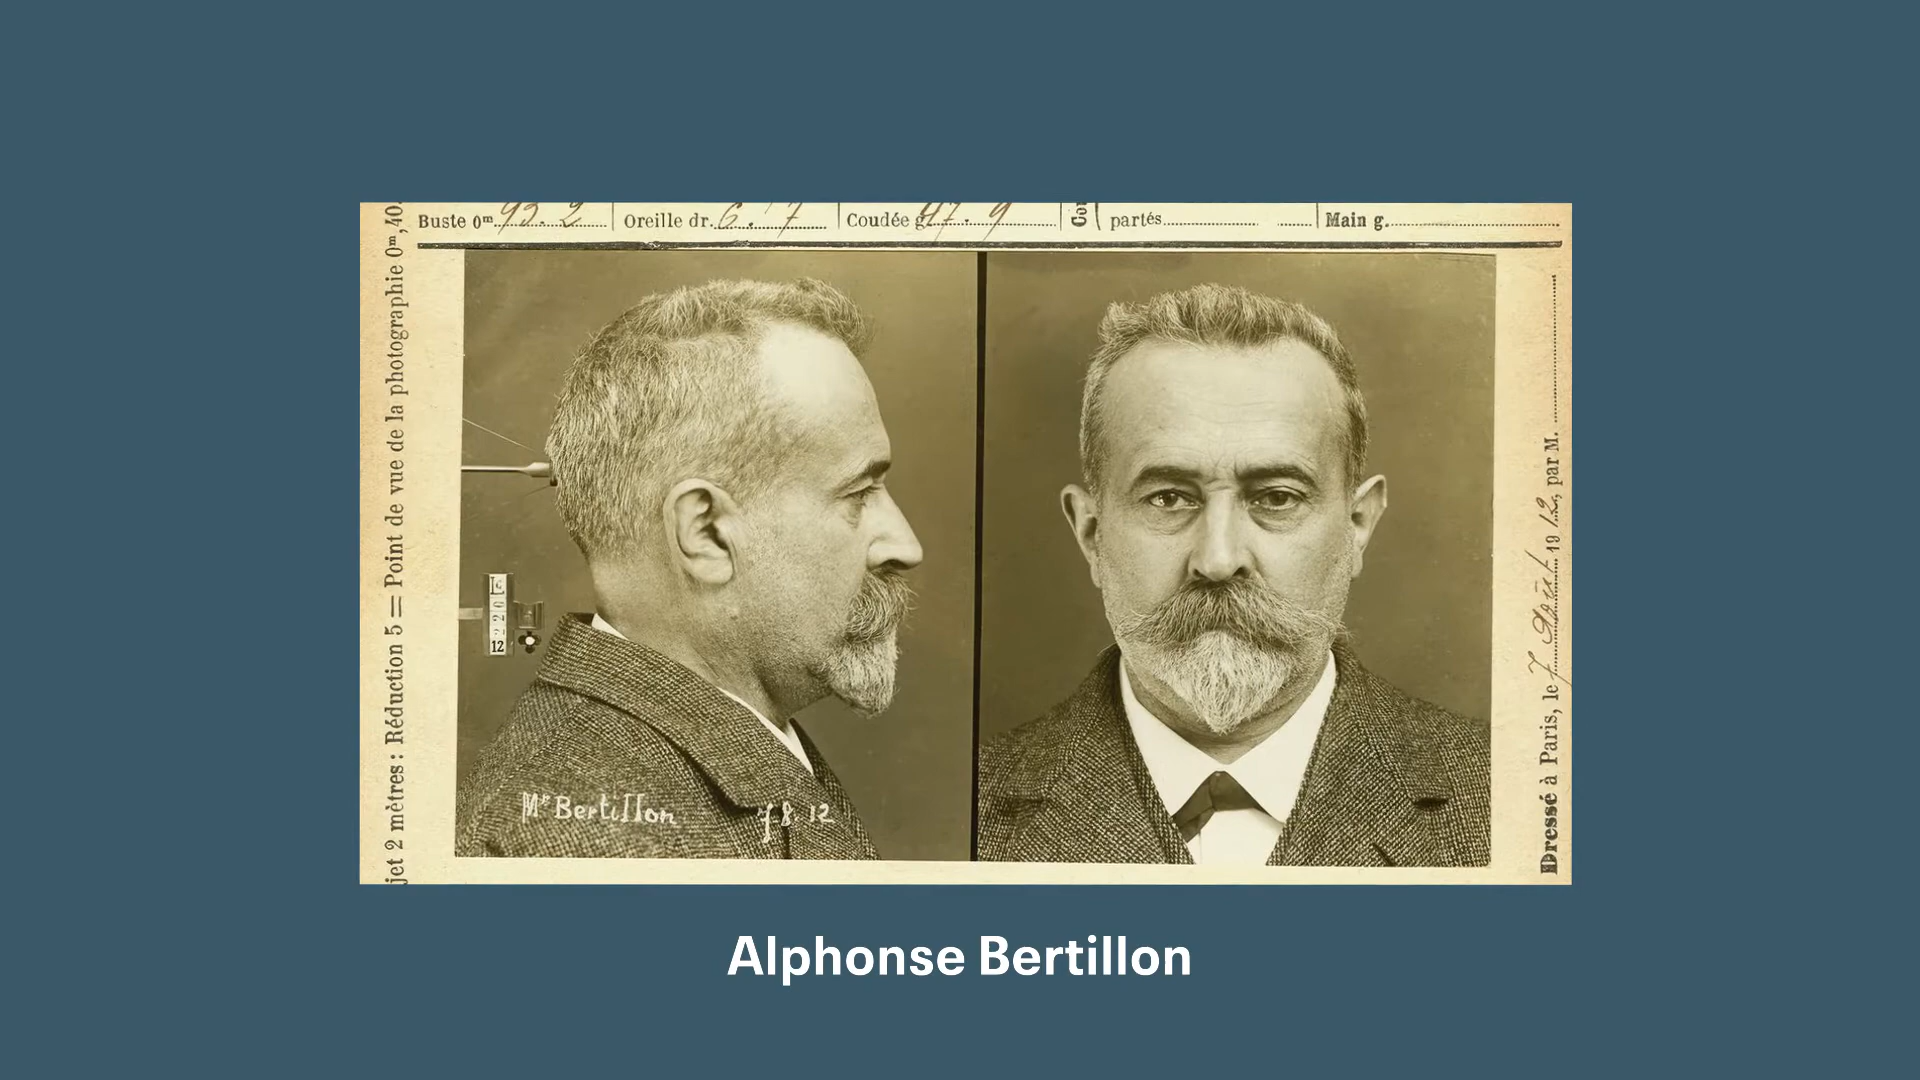 Buste 0m 93.2 Oreille dr. 6.7 Coudée g. 47.9 partés Main g.
jet 2 mètres : Réduction 5 = Point de vue de la photographie 0m,40
12
Mr Bertillon 7.8.12
Dressé à Paris, le 7 Août 1912, par M.
Alphonse Bertillon